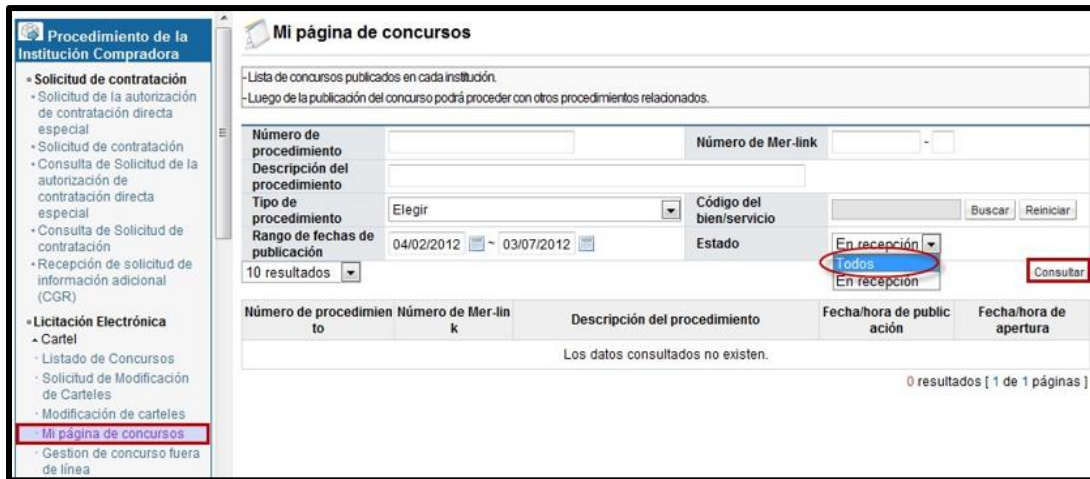 Procedimiento de la
Institución Compradora
Solicitud de contratación
Solicitud de la autorización
de contratación directa
especial
Solicitud de contratación
Consulta de Solicitud de la
autorización de
contratación directa
especial
Consulta de Solicitud de
contratación
Recepción de solicitud de
información adicional
(CGR)
Licitación Electrónica
Cartel
Listado de Concursos
Solicitud de Modificación
de Carteles
Modificación de carteles
Mi página de concursos
Gestion de concurso fuera
de línea
Mi página de concursos
-Lista de concursos publicados en cada institución.
-Luego de la publicación del concurso podrá proceder con otros procedimientos relacionados.
Número de
procedimiento
Número de Mer-link
-
Descripción del
procedimiento
Tipo de
procedimiento
Elegir
Código del
bien/servicio
Buscar
Reiniciar
Rango de fechas de
publicación
04/02/2012 ~ 03/07/2012
Estado
En recepción
Todos
En recepción
10 resultados
Consultar
Número de procedimien
to
Número de Mer-lin
k
Descripción del procedimiento
Fecha/hora de public
ación
Fecha/hora de
apertura
Los datos consultados no existen.
0 resultados [ 1 de 1 páginas ]